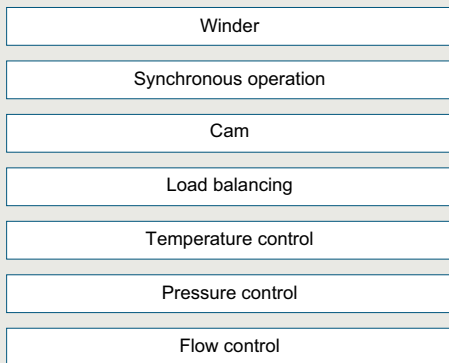 Winder
Synchronous operation
Cam
Load balancing
Temperature control
Pressure control
Flow control